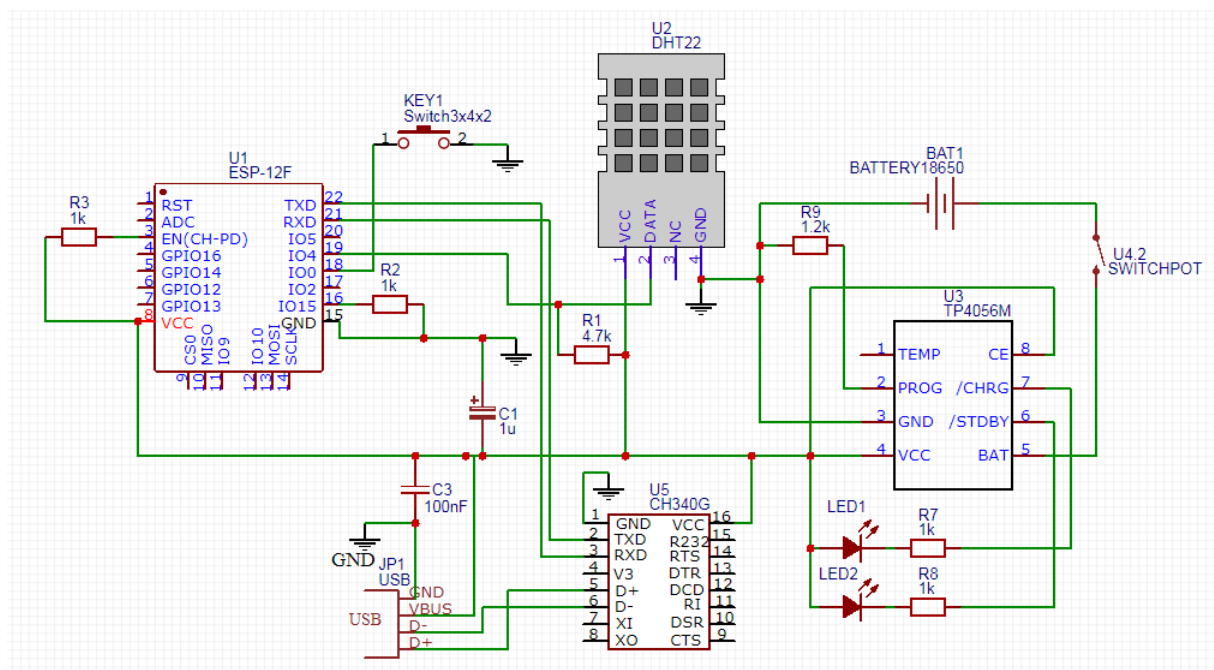 U2
DHT22
VCC
DATA
NC
GND
1
2
3
4
KEY1
Switch3x4x2
1
2
U1
ESP-12F
R3
1k
1 RST
2 ADC
3 EN(CH-PD)
4 GPIO16
5 GPIO14
6 GPIO12
7 GPIO13
8 VCC
TXD 22
RXD 21
IO5 20
IO4 19
IO0 18
IO2 17
IO15 16
GND 15
CS0
MISO
IO9
IO10
MOSI
SCLK
9
10
11
12
13
14
R2
1k
R1
4.7k
C1
1u
+
BAT1
BATTERY18650
R9
1.2k
U4.2
SWITCHPOT
U3
TP4056M
1 TEMP
2 PROG
3 GND
4 VCC
CE 8
/CHRG 7
/STDBY 6
BAT 5
LED1
R7
1k
LED2
R8
1k
C3
100nF
GND
JP1
USB
USB
GND
VBUS
D-
D+
U5
CH340G
1 GND
2 TXD
3 RXD
4 V3
5 D+
6 D-
7 XI
8 XO
VCC 16
R232 15
RTS 14
DTR 13
DCD 12
RI 11
DSR 10
CTS 9